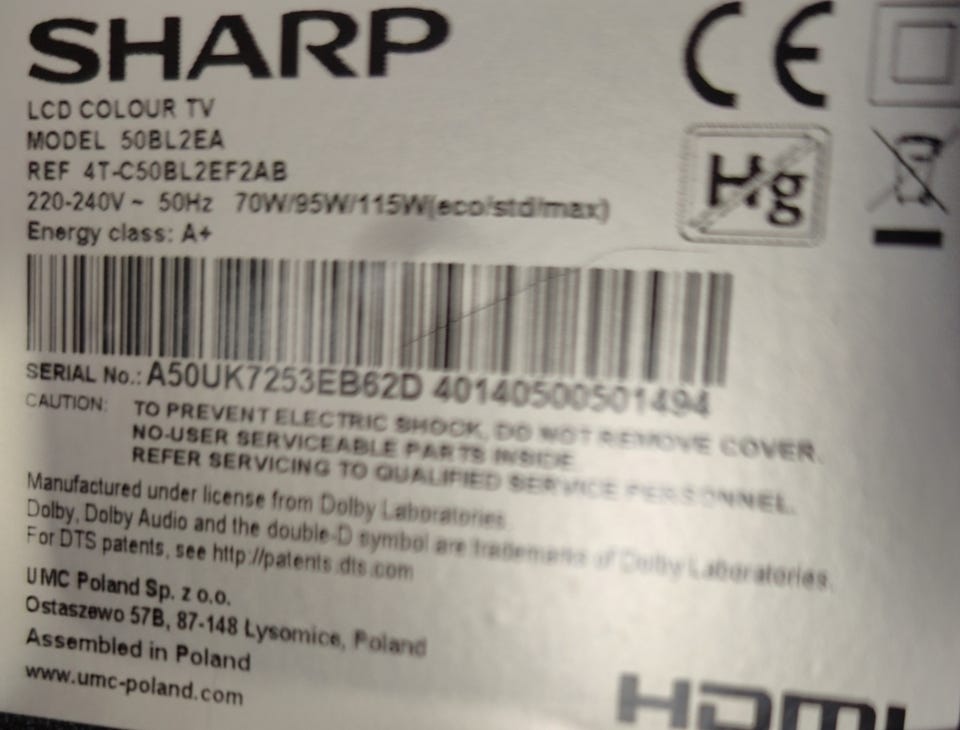 SHARP
LCD COLOUR TV
MODEL 50BL2EA
REF 4T-C50BL2EF2AB
220-240V ~ 50Hz 70W/95W/115W(eco/std/max)
Energy class: A+
CE
Hg
SERIAL No.: A50UK7253EB62D 40140500501494
CAUTION: TO PREVENT ELECTRIC SHOCK, DO NOT REMOVE COVER.
NO-USER SERVICEABLE PARTS INSIDE.
REFER SERVICING TO QUALIFIED SERVICE PERSONNEL.
Manufactured under license from Dolby Laboratories.
Dolby, Dolby Audio and the double-D symbol are trademarks of Dolby Laboratories.
For DTS patents, see http://patents.dts.com
UMC Poland Sp. z o.o.
Ostaszewo 57B, 87-148 Lysomice, Poland
Assembled in Poland
www.umc-poland.com
HDMI